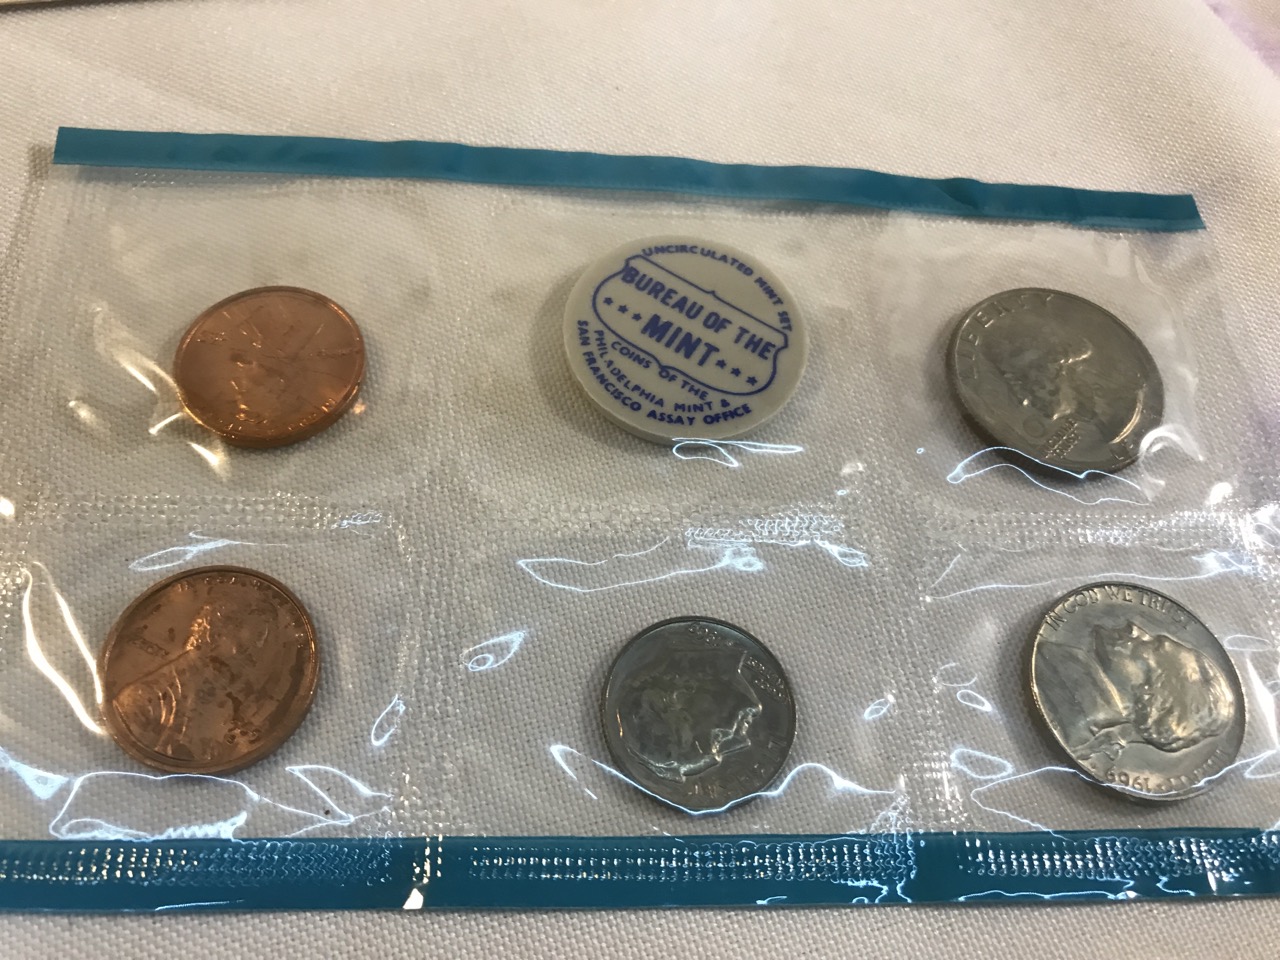 UNCIRCULATED MINT SET
BUREAU OF THE
MINT
COINS OF THE
PHILADELPHIA MINT &
SAN FRANCISCO ASSAY OFFICE
LIBERTY
IN GOD WE TRUST
1969